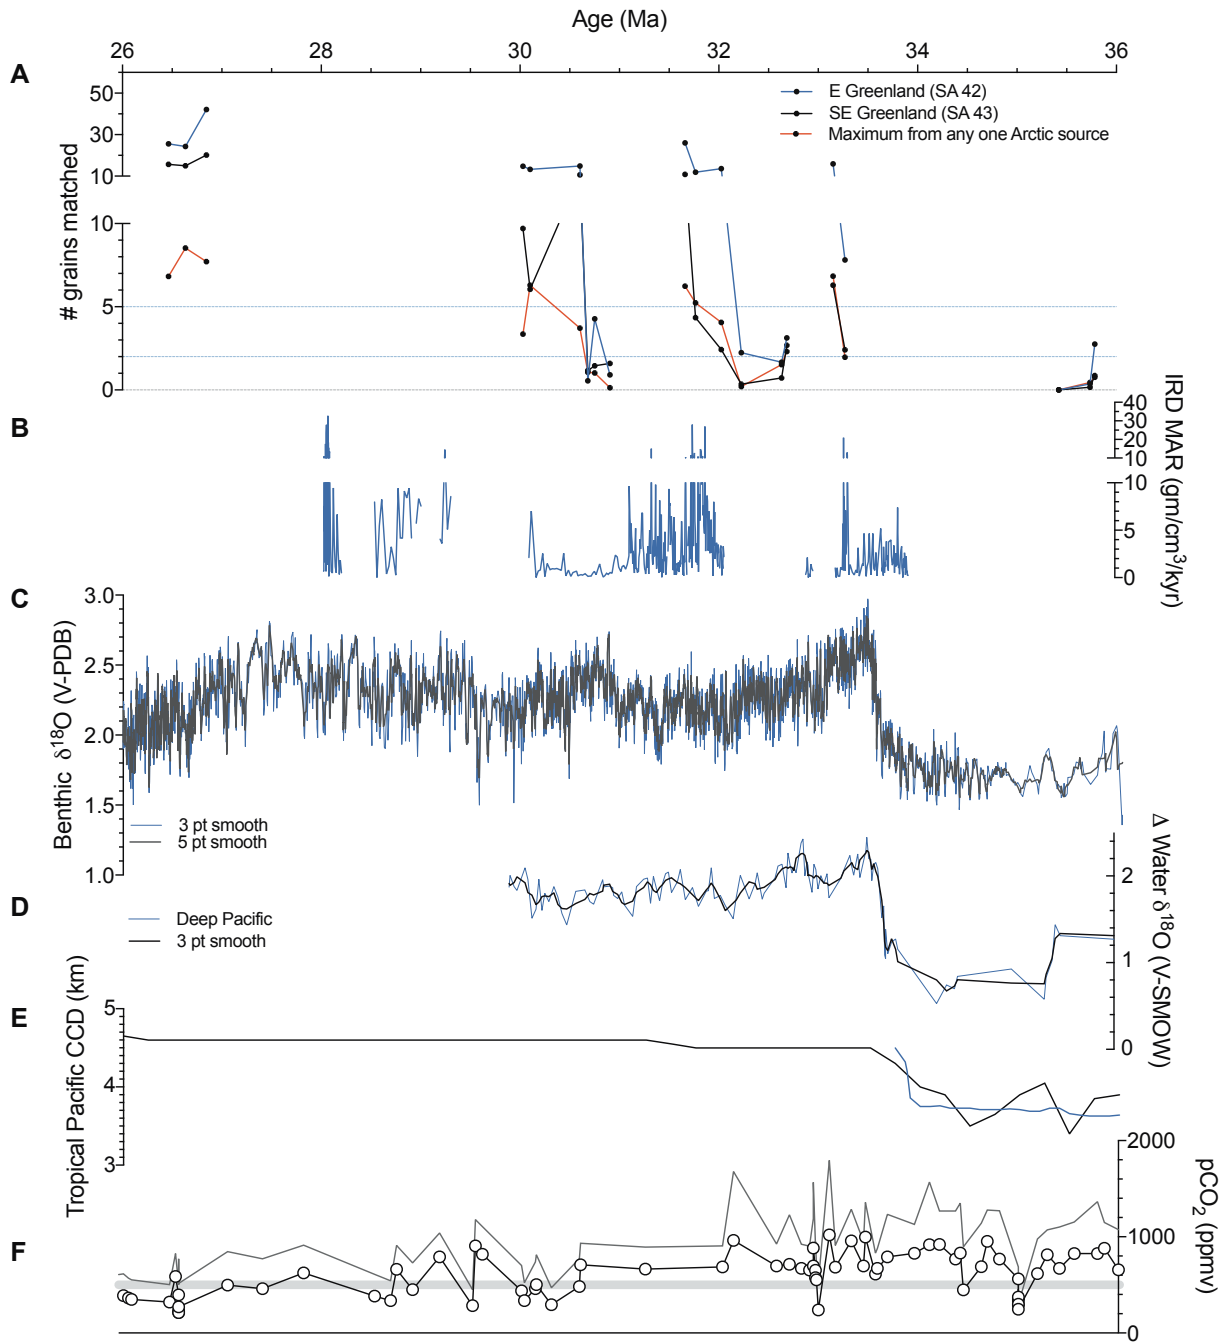 Age (Ma)
26 28 30 32 34 36
A
50
30
10
10
5
0
# grains matched
E Greenland (SA 42)
SE Greenland (SA 43)
Maximum from any one Arctic source
B
40
30
20
10
10
5
0
IRD MAR (gm/cm³/kyr)
C
3.0
2.5
2.0
1.5
1.0
Benthic δ¹⁸O (V-PDB)
3 pt smooth
5 pt smooth
D
Deep Pacific
3 pt smooth
2
1
0
Δ Water δ¹⁸O (V-SMOW)
E
5
4
3
Tropical Pacific CCD (km)
F
2000
1000
0
pCO₂ (ppmv)